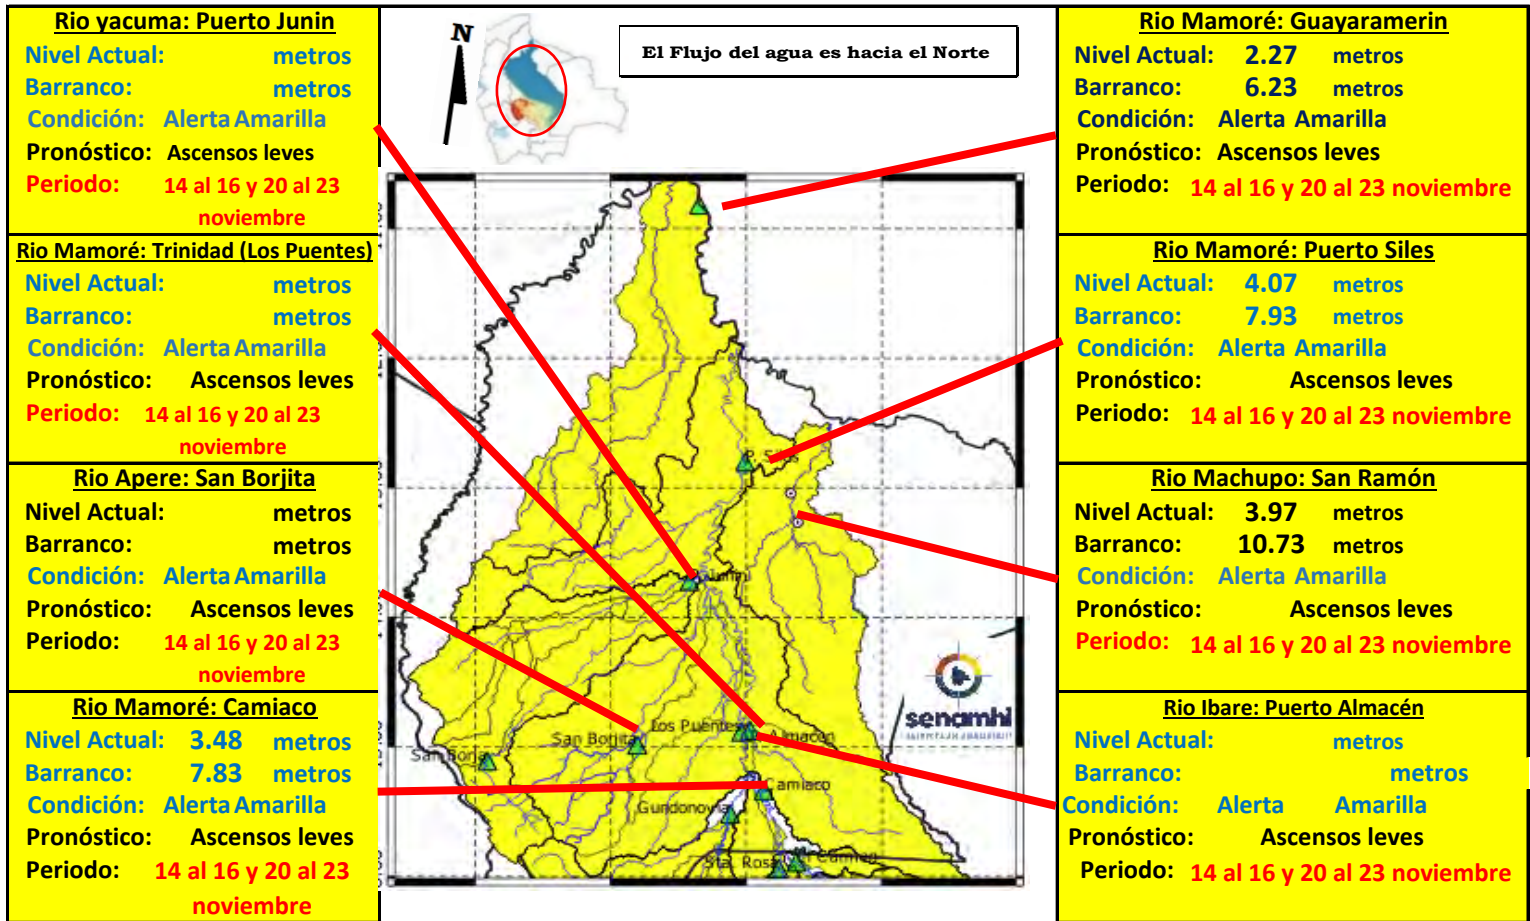 Rio yacuma: Puerto Junin
Nivel Actual: metros
Barranco: metros
Condición: Alerta Amarilla
Pronóstico: Ascensos leves
Periodo: 14 al 16 y 20 al 23
noviembre
Rio Mamoré: Trinidad (Los Puentes)
Nivel Actual: metros
Barranco: metros
Condición: Alerta Amarilla
Pronóstico: Ascensos leves
Periodo: 14 al 16 y 20 al 23
noviembre
Rio Apere: San Borjita
Nivel Actual: metros
Barranco: metros
Condición: Alerta Amarilla
Pronóstico: Ascensos leves
Periodo: 14 al 16 y 20 al 23
noviembre
Rio Mamoré: Camiaco
Nivel Actual: 3.48 metros
Barranco: 7.83 metros
Condición: Alerta Amarilla
Pronóstico: Ascensos leves
Periodo: 14 al 16 y 20 al 23
noviembre
N
El Flujo del agua es hacia el Norte
P. Siles
Los Puentes
Almacen
San Borjita
San Borja
Camiaco
Gundonovia
Sta. Rosa
Carmen
senamhi
Rio Mamoré: Guayaramerin
Nivel Actual: 2.27 metros
Barranco: 6.23 metros
Condición: Alerta Amarilla
Pronóstico: Ascensos leves
Periodo: 14 al 16 y 20 al 23 noviembre
Rio Mamoré: Puerto Siles
Nivel Actual: 4.07 metros
Barranco: 7.93 metros
Condición: Alerta Amarilla
Pronóstico: Ascensos leves
Periodo: 14 al 16 y 20 al 23 noviembre
Rio Machupo: San Ramón
Nivel Actual: 3.97 metros
Barranco: 10.73 metros
Condición: Alerta Amarilla
Pronóstico: Ascensos leves
Periodo: 14 al 16 y 20 al 23 noviembre
Rio Ibare: Puerto Almacén
Nivel Actual: metros
Barranco: metros
Condición: Alerta Amarilla
Pronóstico: Ascensos leves
Periodo: 14 al 16 y 20 al 23 noviembre